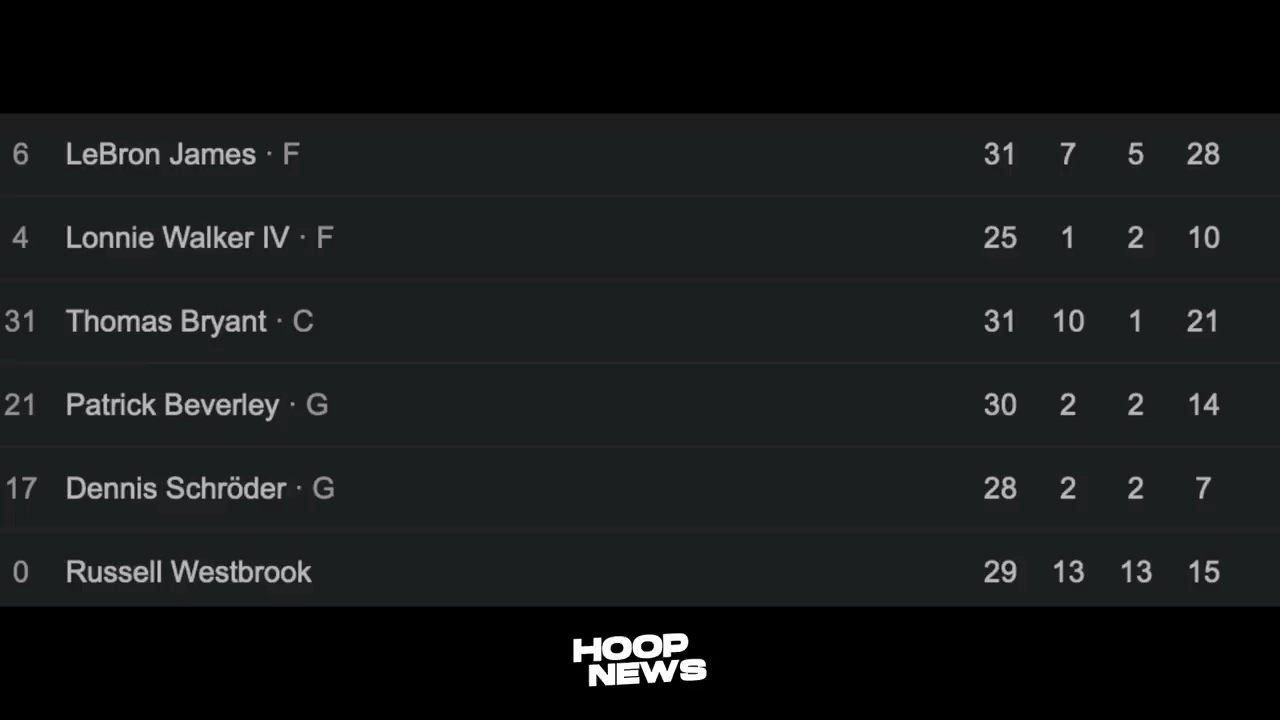 6 LeBron James · F 31 7 5 28
4 Lonnie Walker IV · F 25 1 2 10
31 Thomas Bryant · C 31 10 1 21
21 Patrick Beverley · G 30 2 2 14
17 Dennis Schröder · G 28 2 2 7
0 Russell Westbrook 29 13 13 15
HOOP
NEWS